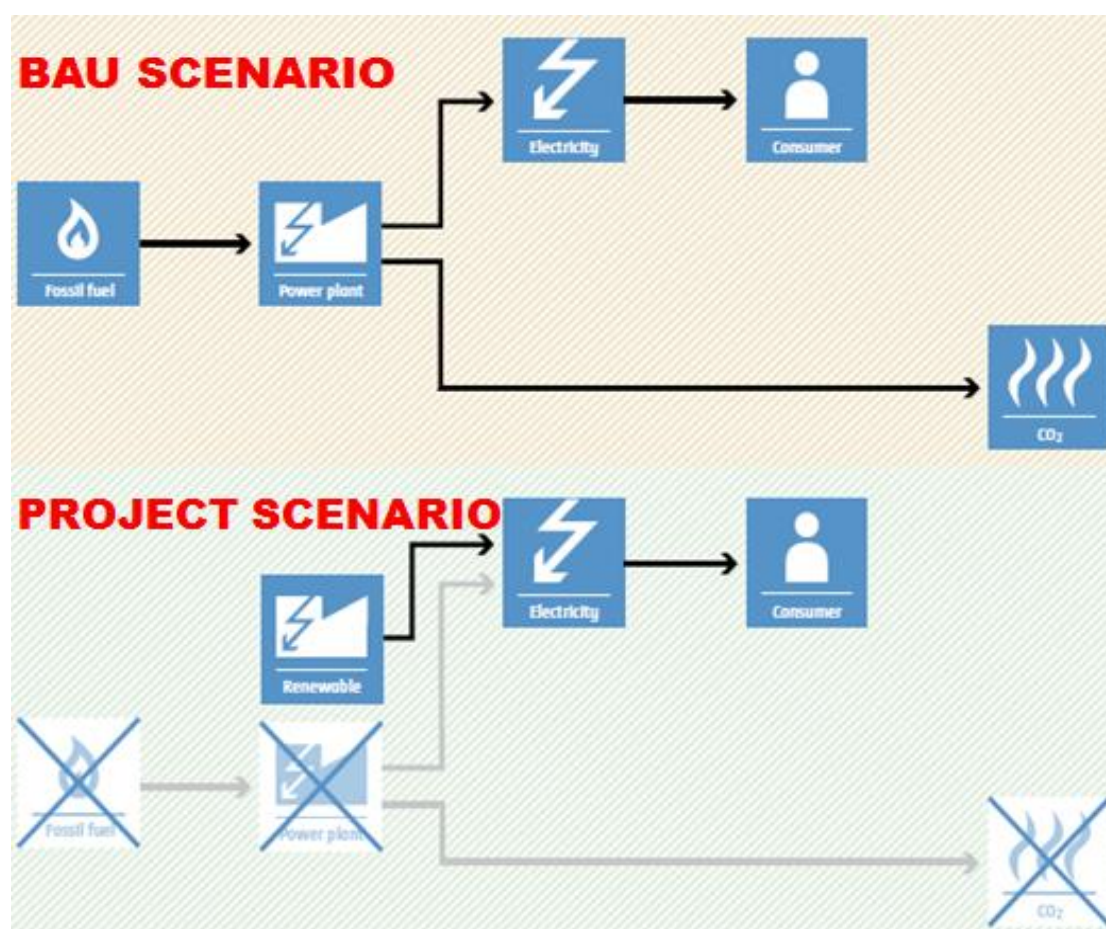 BAU SCENARIO
Electricity
Consumer
Fossil fuel
Power plant
CO₂
PROJECT SCENARIO
Electricity
Consumer
Renewable
Fossil fuel
Power plant
CO₂